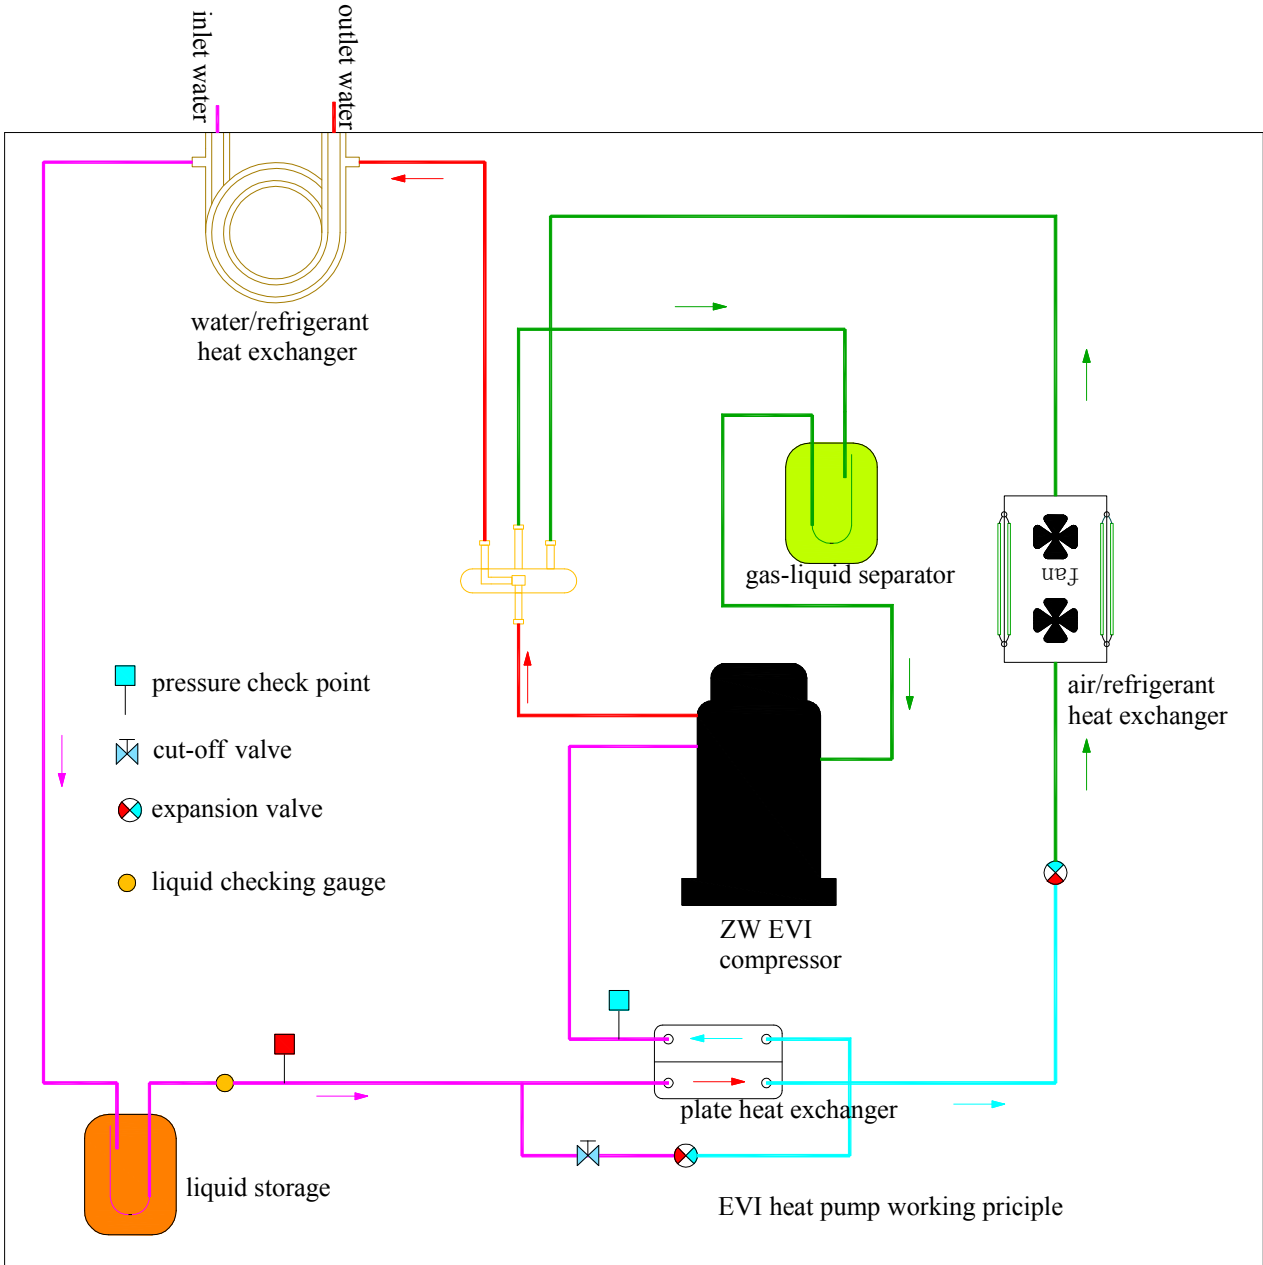 inlet water
outlet water
water/refrigerant
heat exchanger
gas-liquid separator
fan
air/refrigerant
heat exchanger
pressure check point
cut-off valve
expansion valve
liquid checking gauge
ZW EVI
compressor
plate heat exchanger
liquid storage
EVI heat pump working priciple